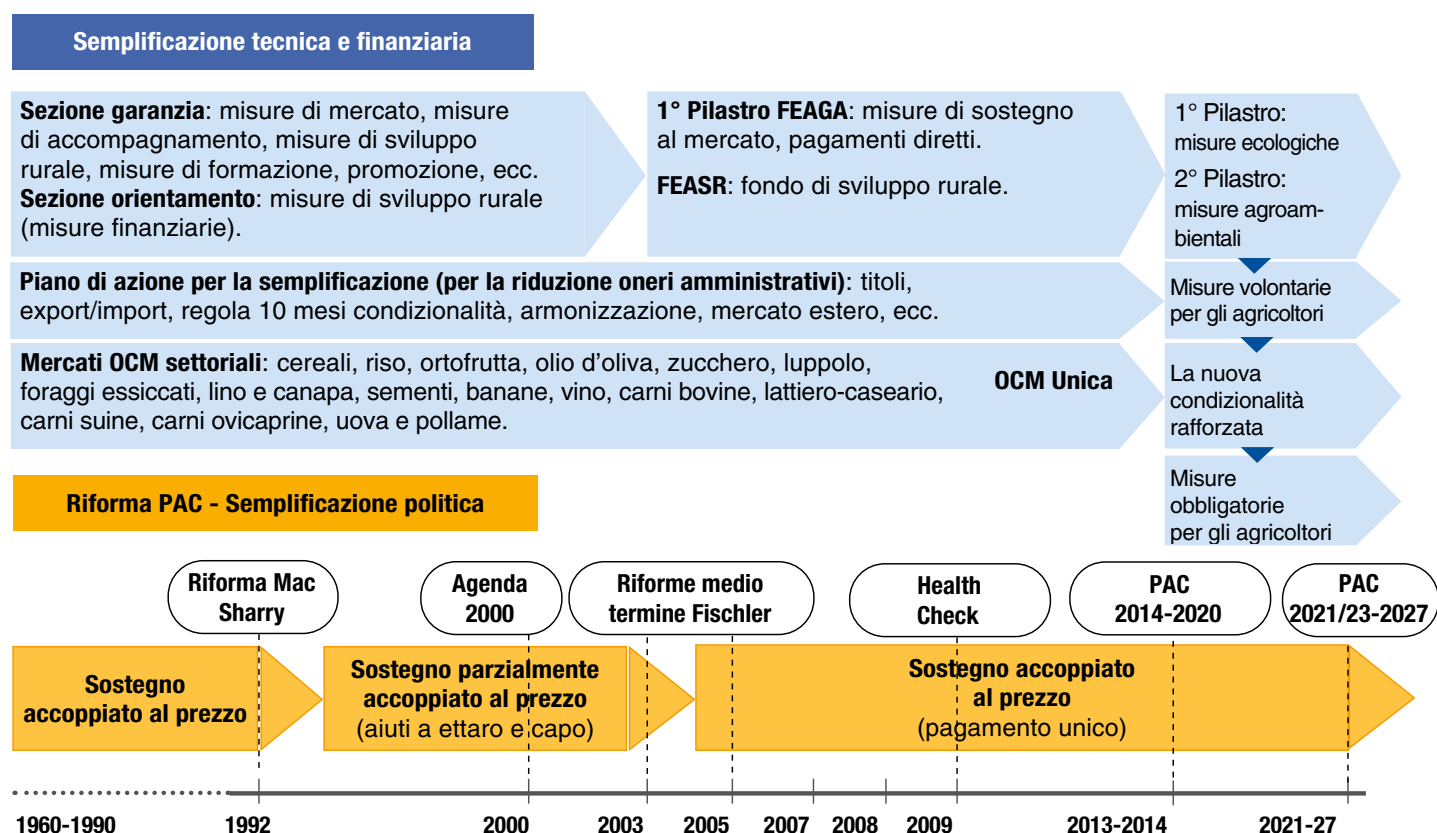 Semplificazione tecnica e finanziaria
Sezione garanzia: misure di mercato, misure
di accompagnamento, misure di sviluppo
rurale, misure di formazione, promozione, ecc.
Sezione orientamento: misure di sviluppo rurale
(misure finanziarie).
1° Pilastro FEAGA: misure di sostegno
al mercato, pagamenti diretti.
FEASR: fondo di sviluppo rurale.
1° Pilastro:
misure ecologiche
2° Pilastro:
misure agroam-
bientali
Piano di azione per la semplificazione (per la riduzione oneri amministrativi): titoli,
export/import, regola 10 mesi condizionalità, armonizzazione, mercato estero, ecc.
Misure volontarie
per gli agricoltori
Mercati OCM settoriali: cereali, riso, ortofrutta, olio d'oliva, zucchero, luppolo,
foraggi essiccati, lino e canapa, sementi, banane, vino, carni bovine, lattiero-caseario,
carni suine, carni ovicaprine, uova e pollame.
OCM Unica
La nuova
condizionalità
rafforzata
Misure
obbligatorie
per gli agricoltori
Riforma PAC - Semplificazione politica
Riforma Mac
Sharry
Agenda
2000
Riforme medio
termine Fischler
Health
Check
PAC
2014-2020
PAC
2021/23-2027
Sostegno
accoppiato al prezzo
Sostegno parzialmente
accoppiato al prezzo
(aiuti a ettaro e capo)
Sostegno accoppiato
al prezzo
(pagamento unico)
1960-1990 1992 2000 2003 2005 2007 2008 2009 2013-2014 2021-27